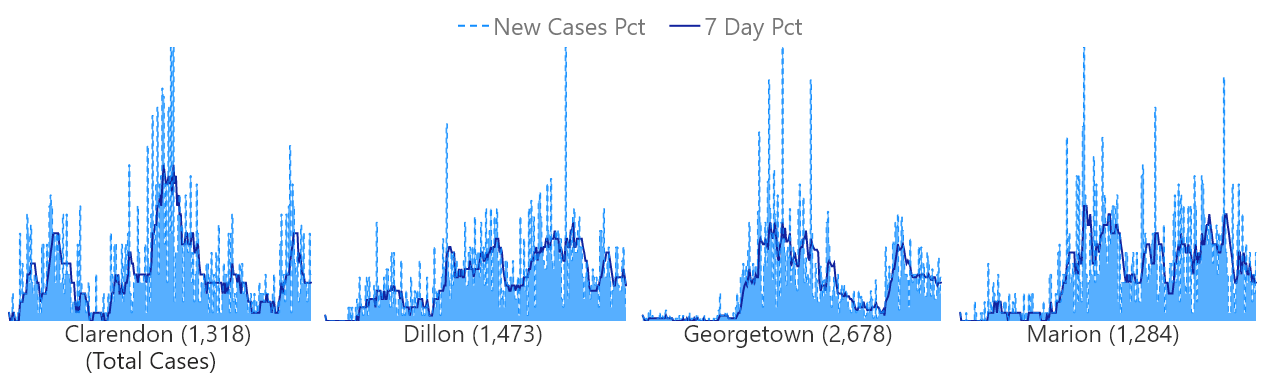 New Cases Pct 7 Day Pct
Clarendon (1,318) Dillon (1,473) Georgetown (2,678) Marion (1,284)
(Total Cases)